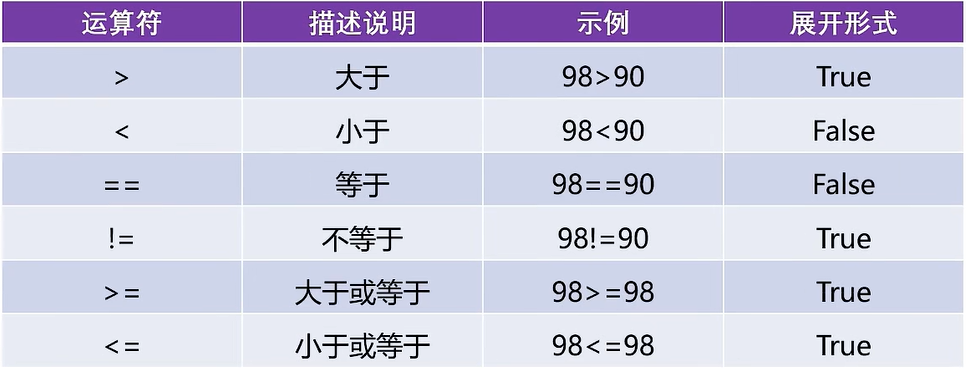 运算符 描述说明 示例 展开形式
> 大于 98>90 True
< 小于 98<90 False
== 等于 98==90 False
!= 不等于 98!=90 True
>= 大于或等于 98>=98 True
<= 小于或等于 98<=98 True